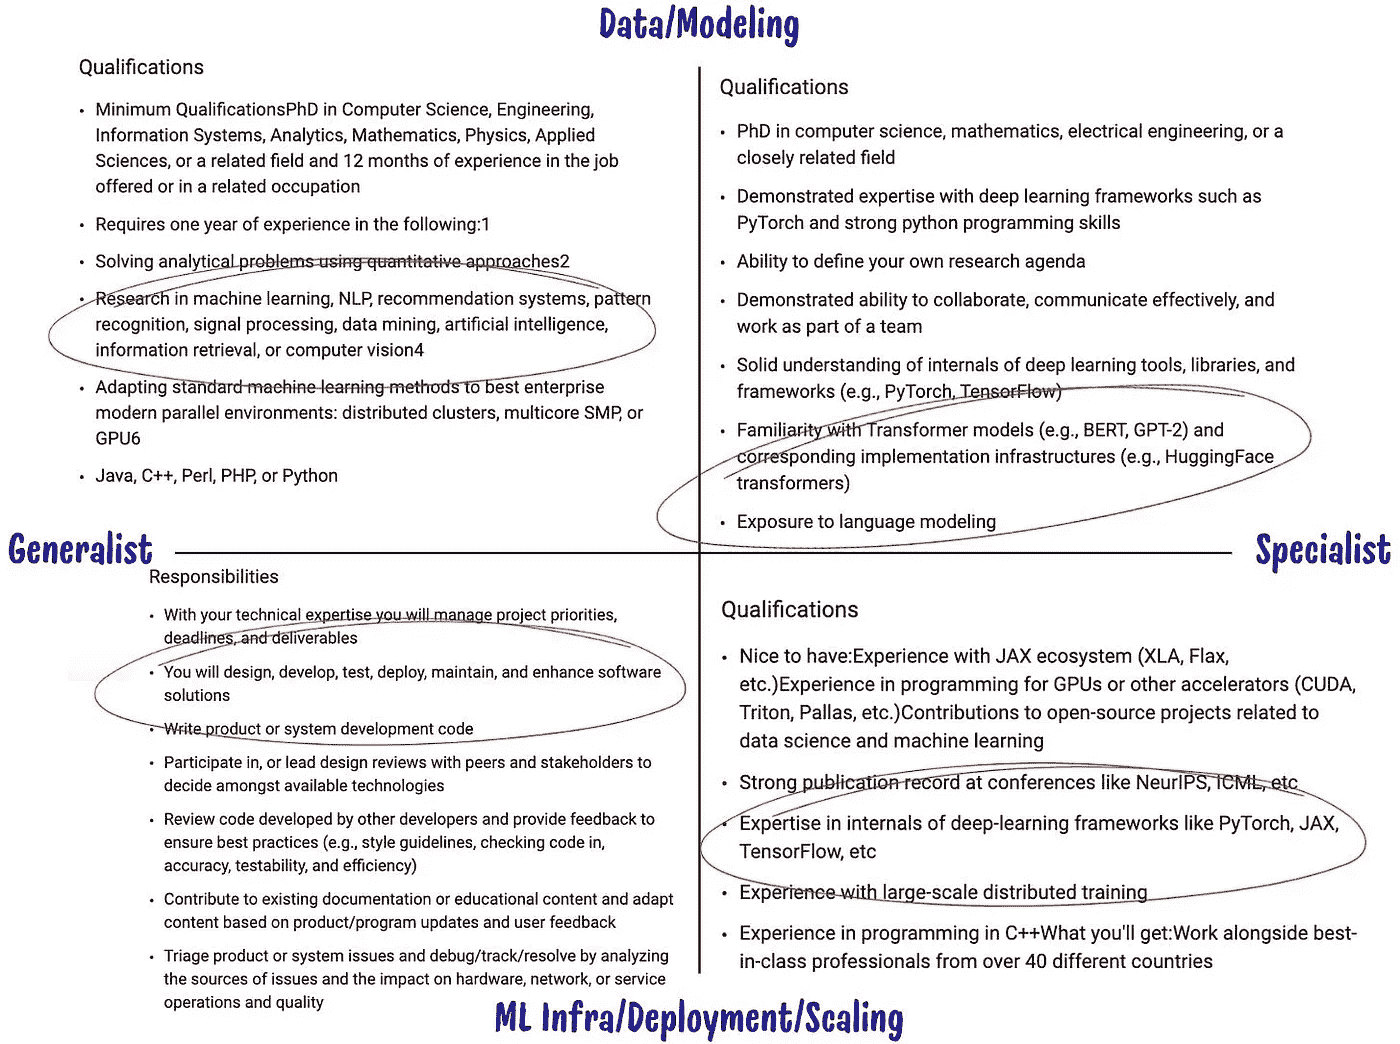 Data/Modeling
Qualifications
• Minimum QualificationsPhD in Computer Science, Engineering,
Information Systems, Analytics, Mathematics, Physics, Applied
Sciences, or a related field and 12 months of experience in the job
offered or in a related occupation
• Requires one year of experience in the following:1
• Solving analytical problems using quantitative approaches2
• Research in machine learning, NLP, recommendation systems, pattern
recognition, signal processing, data mining, artificial intelligence,
information retrieval, or computer vision4
• Adapting standard machine learning methods to best enterprise
modern parallel environments: distributed clusters, multicore SMP, or
GPU6
• Java, C++, Perl, PHP, or Python
Qualifications
• PhD in computer science, mathematics, electrical engineering, or a
closely related field
• Demonstrated expertise with deep learning frameworks such as
PyTorch and strong python programming skills
• Ability to define your own research agenda
• Demonstrated ability to collaborate, communicate effectively, and
work as part of a team
• Solid understanding of internals of deep learning tools, libraries, and
frameworks (e.g., PyTorch, TensorFlow)
• Familiarity with Transformer models (e.g., BERT, GPT-2) and
corresponding implementation infrastructures (e.g., HuggingFace
transformers)
• Exposure to language modeling
Generalist
Specialist
Responsibilities
• With your technical expertise you will manage project priorities,
deadlines, and deliverables
• You will design, develop, test, deploy, maintain, and enhance software
solutions
• Write product or system development code
• Participate in, or lead design reviews with peers and stakeholders to
decide amongst available technologies
• Review code developed by other developers and provide feedback to
ensure best practices (e.g., style guidelines, checking code in,
accuracy, testability, and efficiency)
• Contribute to existing documentation or educational content and adapt
content based on product/program updates and user feedback
• Triage product or system issues and debug/track/resolve by analyzing
the sources of issues and the impact on hardware, network, or service
operations and quality
Qualifications
• Nice to have:Experience with JAX ecosystem (XLA, Flax,
etc.)Experience in programming for GPUs or other accelerators (CUDA,
Triton, Pallas, etc.)Contributions to open-source projects related to
data science and machine learning
• Strong publication record at conferences like NeurIPS, ICML, etc
• Expertise in internals of deep-learning frameworks like PyTorch, JAX,
TensorFlow, etc
• Experience with large-scale distributed training
• Experience in programming in C++What you'll get:Work alongside best-
in-class professionals from over 40 different countries
ML Infra/Deployment/Scaling